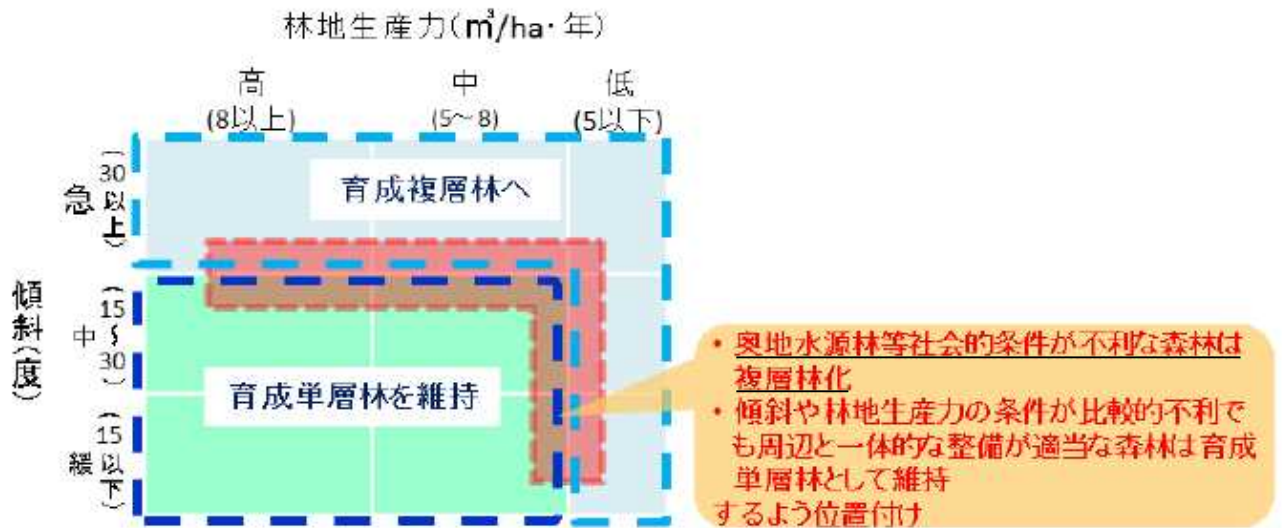 林地生産力(㎥/ha・年)
高 中 低
(8以上) (5～8) (5以下)
傾斜(度)
急(30以上)
中(15～30)
緩(15以下)
育成複層林へ
育成単層林を維持
・奥地水源林等社会的条件が不利な森林は
複層林化
・傾斜や林地生産力の条件が比較的不利で
も周辺と一体的な整備が適当な森林は育成
単層林として維持
するよう位置付け